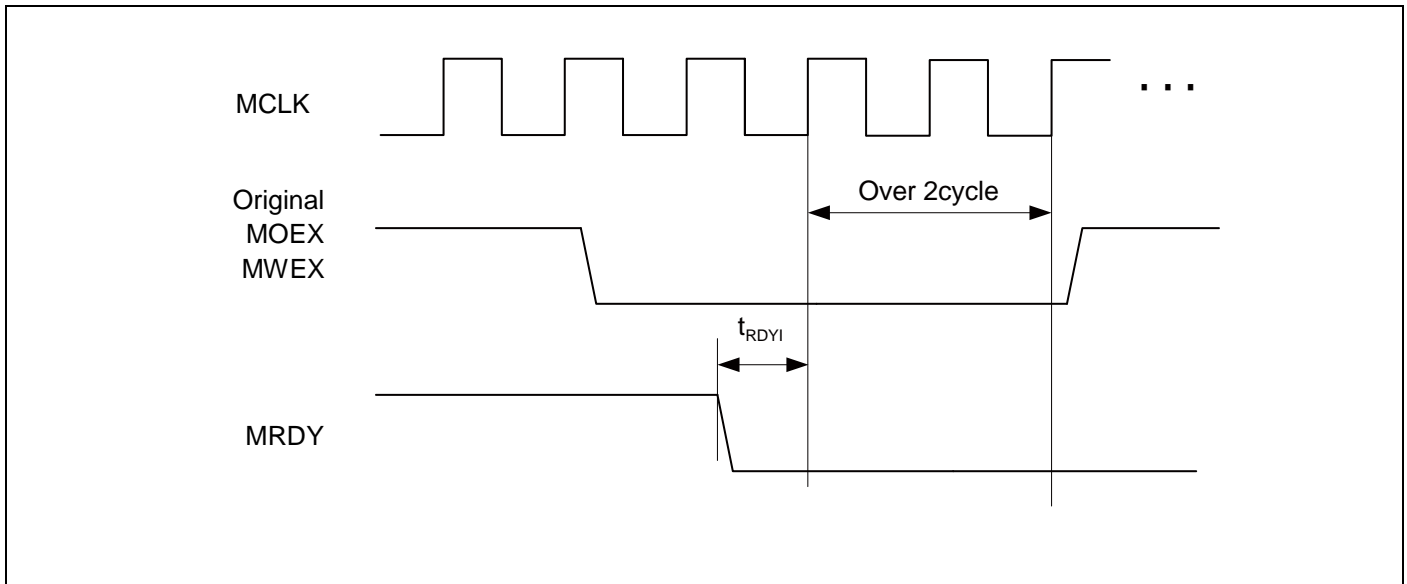 MCLK
. . .
Original
MOEX
MWEX
Over 2cycle
tRDYI
MRDY